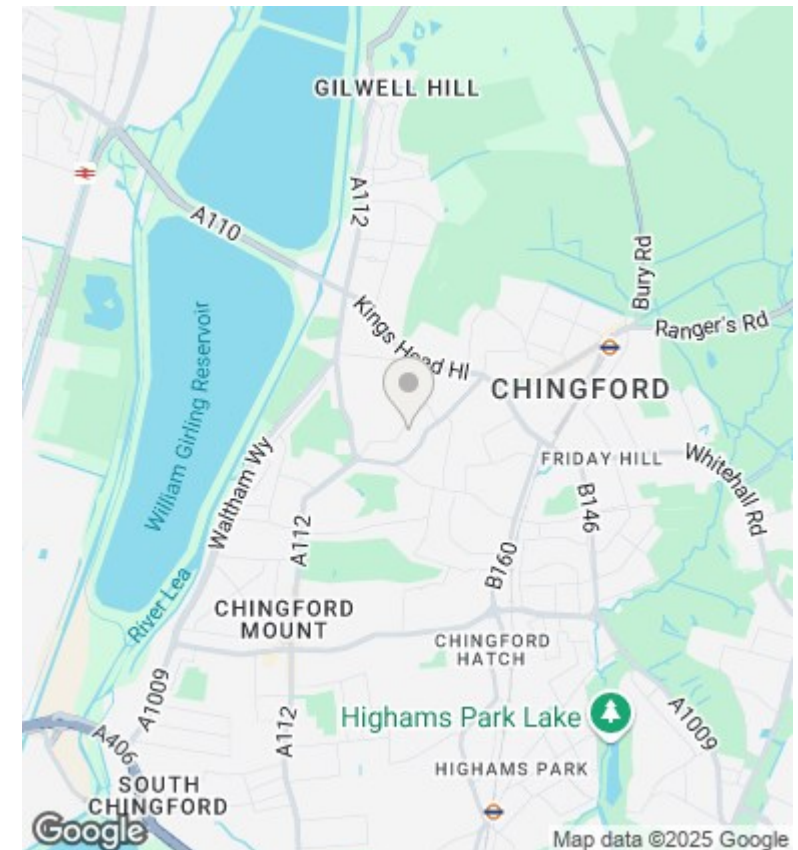 GILWELL HILL
A112
A110
Bury Rd
Ranger's Rd
Kings Head Hl
CHINGFORD
William Girling Reservoir
Waltham Wy
FRIDAY HILL
Whitehall Rd
B146
A112
B160
River Lea
CHINGFORD
MOUNT
CHINGFORD
HATCH
A1009
A112
Highams Park Lake
A1009
A406
HIGHAMS PARK
SOUTH
CHINGFORD
Google
Map data ©2025 Google